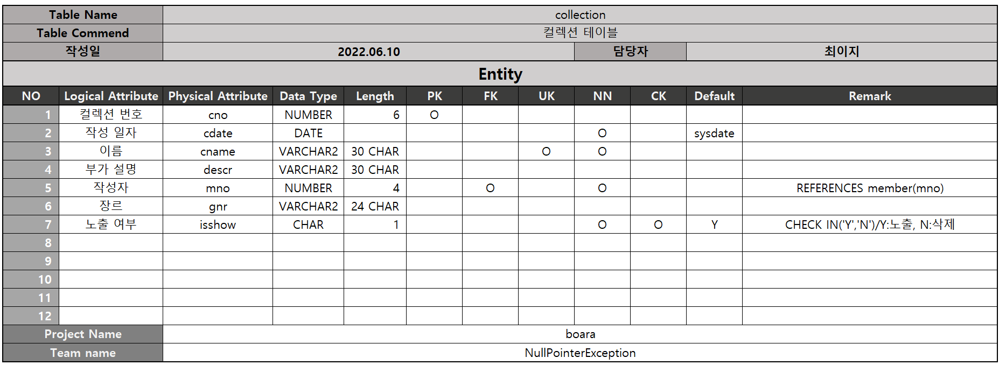 Table Name collection
Table Commend 컬렉션 테이블
작성일 2022.06.10 담당자 최이지
Entity
NO Logical Attribute Physical Attribute Data Type Length PK FK UK NN CK Default Remark
1 컬렉션 번호 cno NUMBER 6 O
2 작성 일자 cdate DATE O sysdate
3 이름 cname VARCHAR2 30 CHAR O O
4 부가 설명 descr VARCHAR2 30 CHAR
5 작성자 mno NUMBER 4 O O REFERENCES member(mno)
6 장르 gnr VARCHAR2 24 CHAR
7 노출 여부 isshow CHAR 1 O O Y CHECK IN('Y','N')/Y:노출, N:삭제
8
9
10
11
12
Project Name boara
Team name NullPointerException